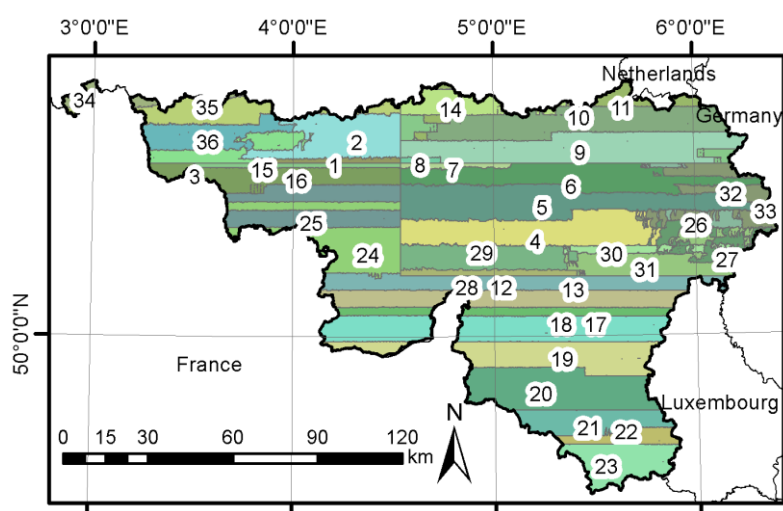 3°0'0"E 4°0'0"E 5°0'0"E 6°0'0"E
Netherlands
34 35 14 10 11 Germany
36 2 9
3 15 1 8 7
16 6 32
5 33
25 26
24 29 4 30 27
31
28 12 13
50°0'0"N
18 17
France 19
20 Luxembourg
N
21 22
0 15 30 60 90 120
km
23